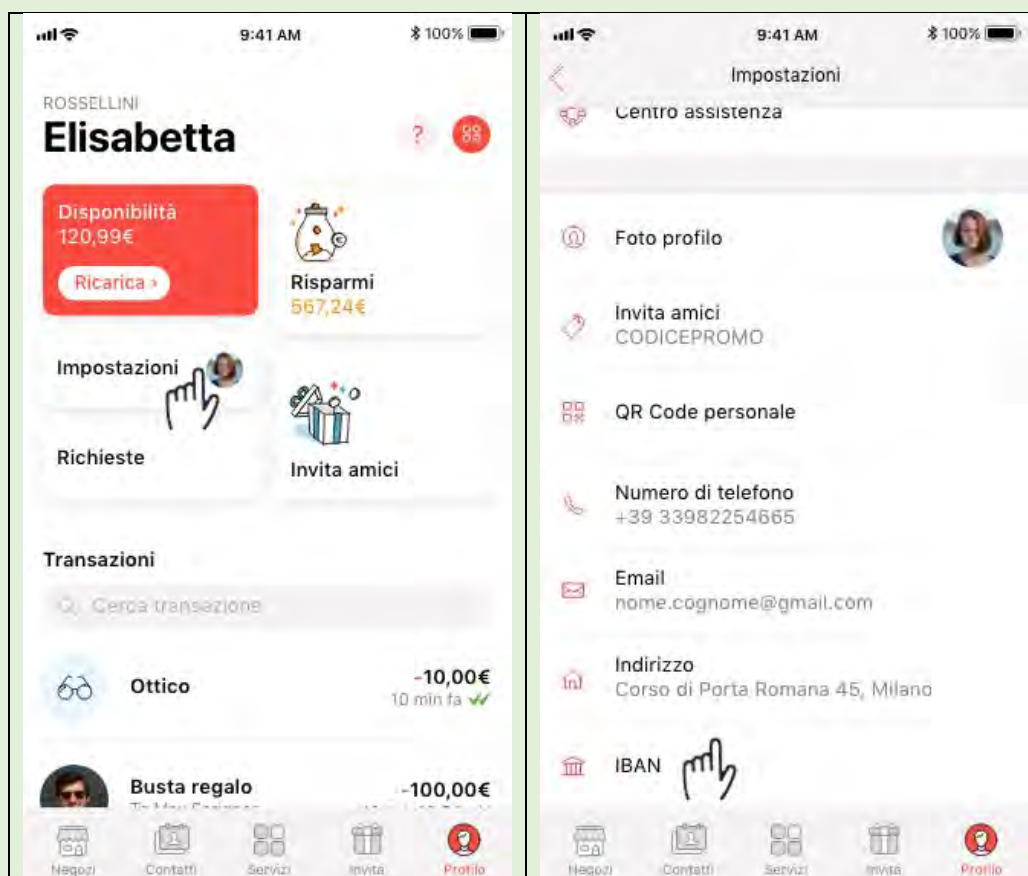 9:41 AM
100%
ROSSELLINI
Elisabetta
?
Disponibilità
120,99€
Ricarica ›
Risparmi
567,24€
Impostazioni
Richieste
Invita amici
Transazioni
Cerca transazione
Ottico
-10,00€
10 min fa
Busta regalo
-100,00€
Negozi
Contatti
Servizi
Invita
Profilo
9:41 AM
100%
Impostazioni
Centro assistenza
Foto profilo
Invita amici
CODICEPROMO
QR Code personale
Numero di telefono
+39 33982254665
Email
nome.cognome@gmail.com
Indirizzo
Corso di Porta Romana 45, Milano
IBAN
Negozi
Contatti
Servizi
Invita
Profilo